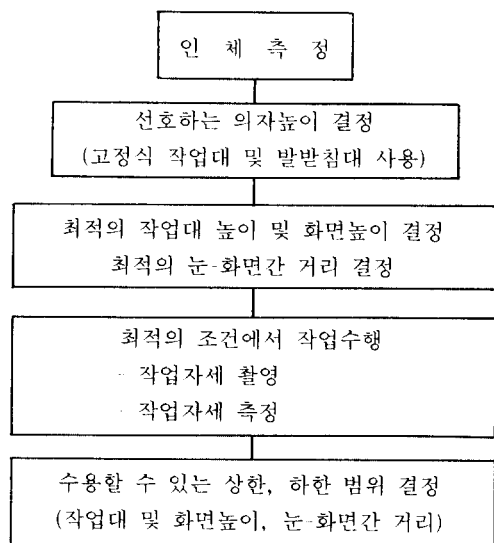 인 체 측 정
선호하는 의자높이 결정
(고정식 작업대 및 발받침대 사용)
최적의 작업대 높이 및 화면높이 결정
최적의 눈-화면간 거리 결정
최적의 조건에서 작업수행
- 작업자세 촬영
- 작업자세 측정
수용할 수 있는 상한, 하한 범위 결정
(작업대 및 화면높이, 눈-화면간 거리)